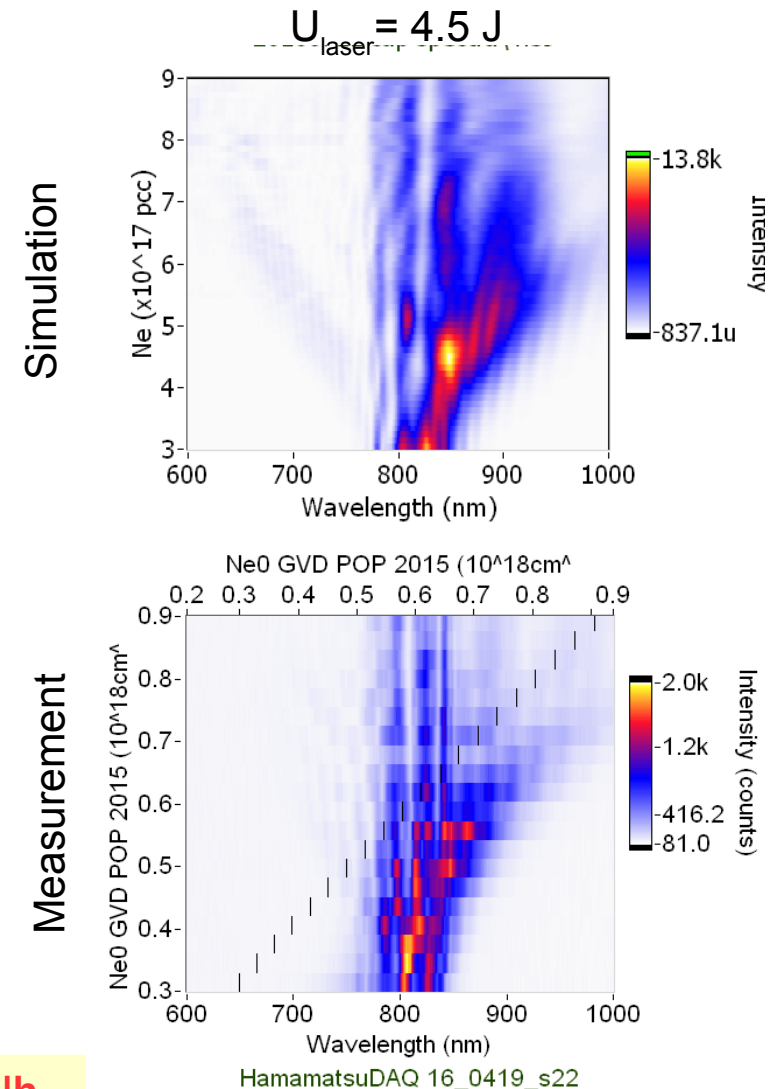 U_laser = 4.5 J
Simulation
Ne (x10^17 pcc)
9
8
7
6
5
4
3
600 700 800 900 1000
Wavelength (nm)
13.8k
837.1u
Intensity
Measurement
Ne0 GVD POP 2015 (10^18cm^
0.2 0.3 0.4 0.5 0.6 0.7 0.8 0.9
Ne0 GVD POP 2015 (10^18cm^
0.9
0.8
0.7
0.6
0.5
0.4
0.3
600 700 800 900 1000
Wavelength (nm)
2.0k
1.2k
416.2
81.0
Intensity (counts)
HamamatsuDAQ 16_0419_s22